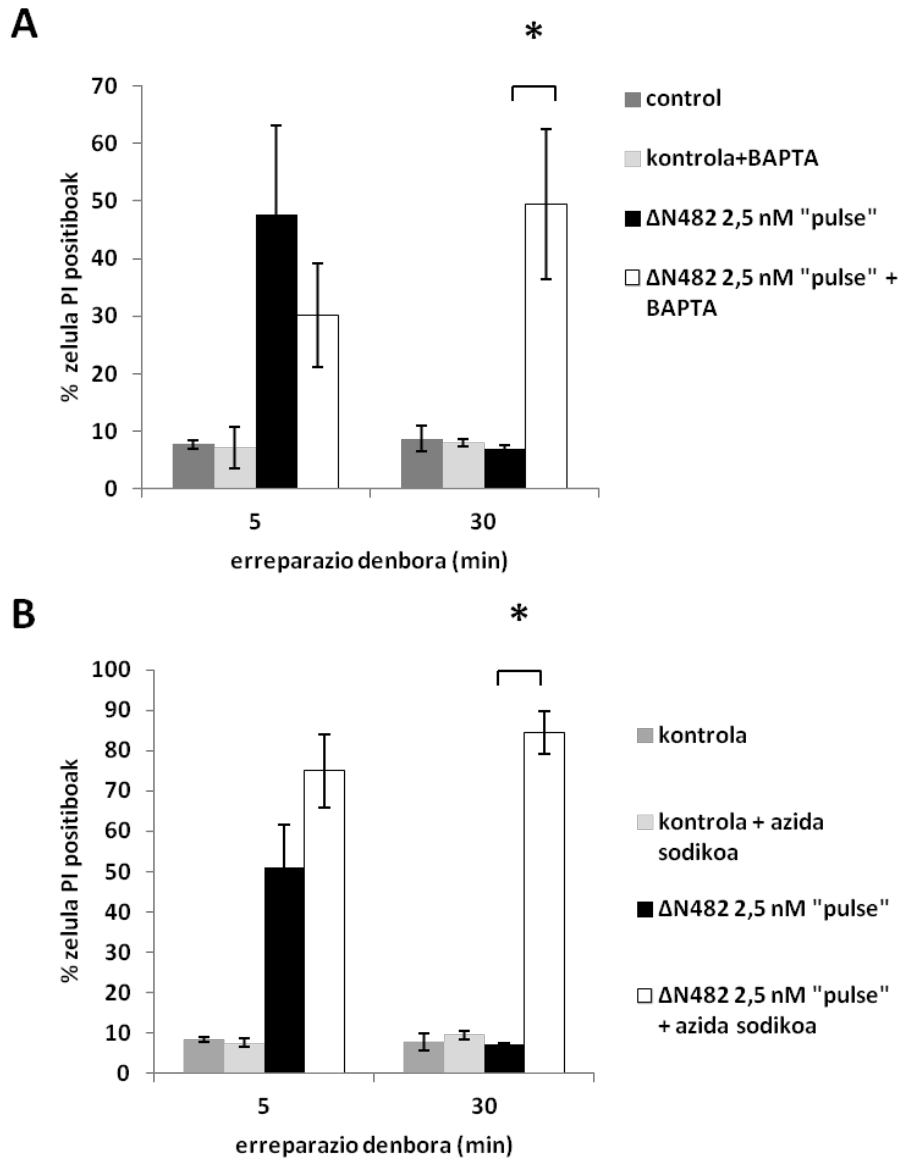 A
*
70
60
50
40
30
20
10
0
% zelula PI positiboak
5
30
erreparazio denbora (min)
control
kontrola+BAPTA
ΔN482 2,5 nM "pulse"
ΔN482 2,5 nM "pulse" +
BAPTA
B
*
100
90
80
70
60
50
40
30
20
10
0
% zelula PI positiboak
5
30
erreparazio denbora (min)
kontrola
kontrola + azida
sodikoa
ΔN482 2,5 nM "pulse"
ΔN482 2,5 nM "pulse"
+ azida sodikoa